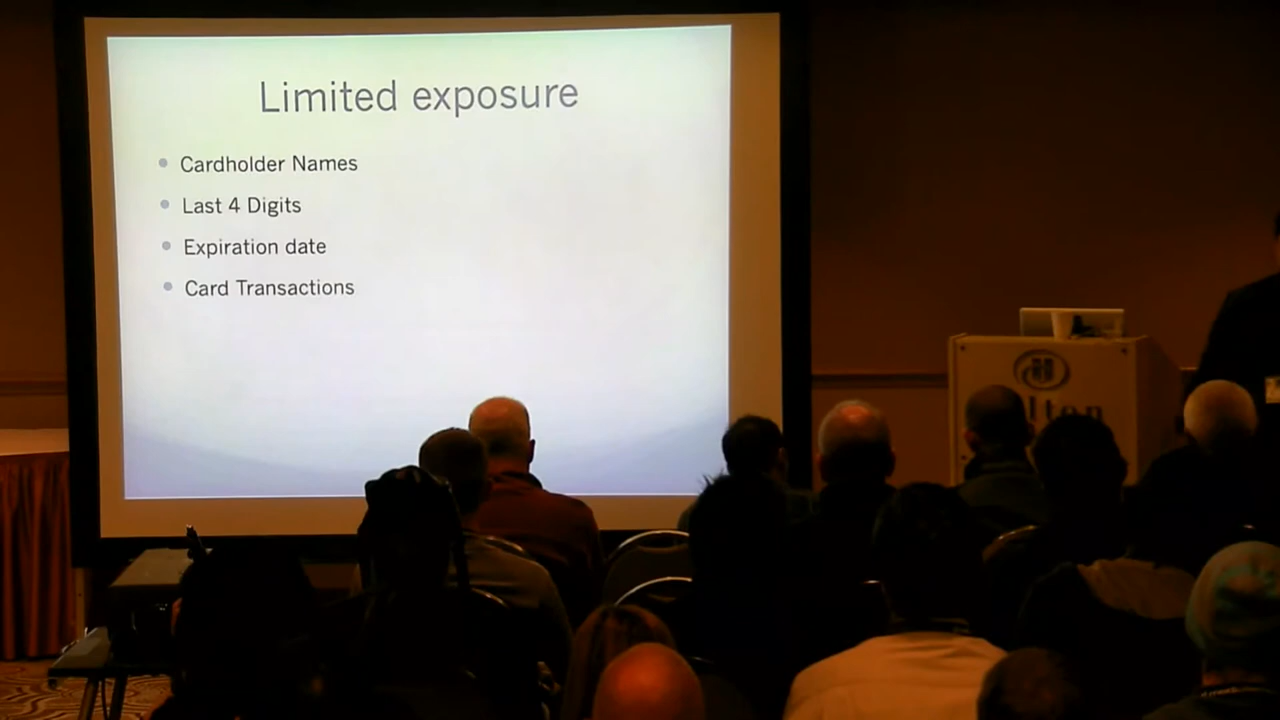 Limited exposure
Cardholder Names
Last 4 Digits
Expiration date
Card Transactions